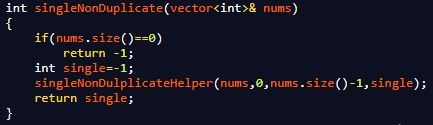 int singleNonDuplicate(vector<int>& nums)
{
if(nums.size()==0)
return -1;
int single=-1;
singleNonDulplicateHelper(nums,0,nums.size()-1,single);
return single;
}